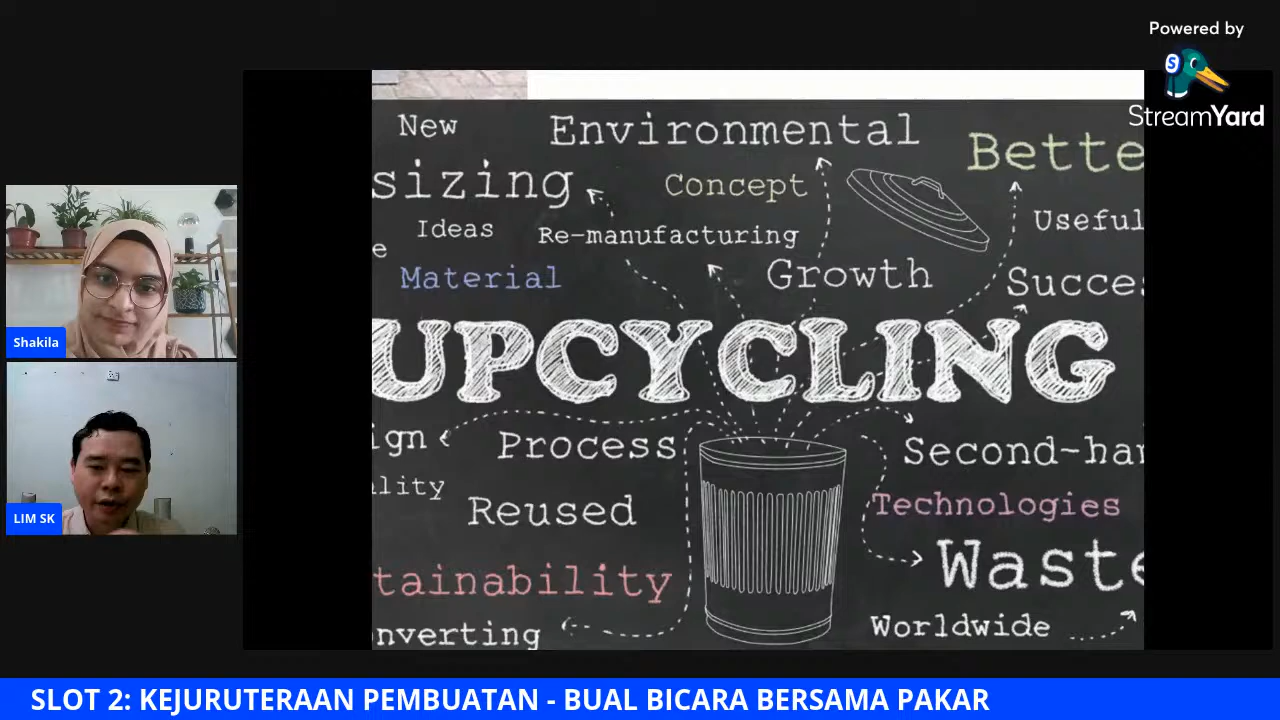 Powered by
StreamYard
New
Environmental
Bette
sizing
Concept
Useful
Ideas
Re-manufacturing
e
Material
Growth
Succes
UPCYCLING
ign
Process
Second-han
ality
Reused
Technologies
Waste
tainability
onverting
Worldwide
Shakila
LIM SK
SLOT 2: KEJURUTERAAN PEMBUATAN - BUAL BICARA BERSAMA PAKAR